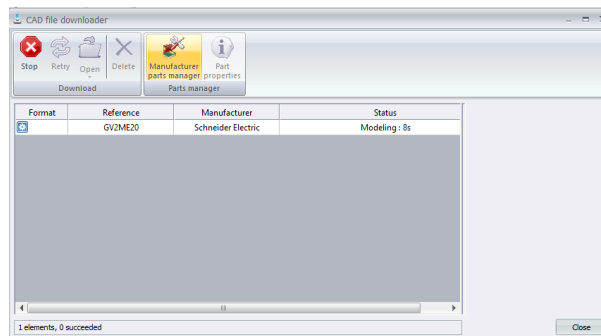 CAD file downloader
Stop Retry Open Delete Manufacturer parts manager Part properties
Download Parts manager
Format Reference Manufacturer Status
GV2ME20 Schneider Electric Modeling : 8s
1 elements, 0 succeeded Close